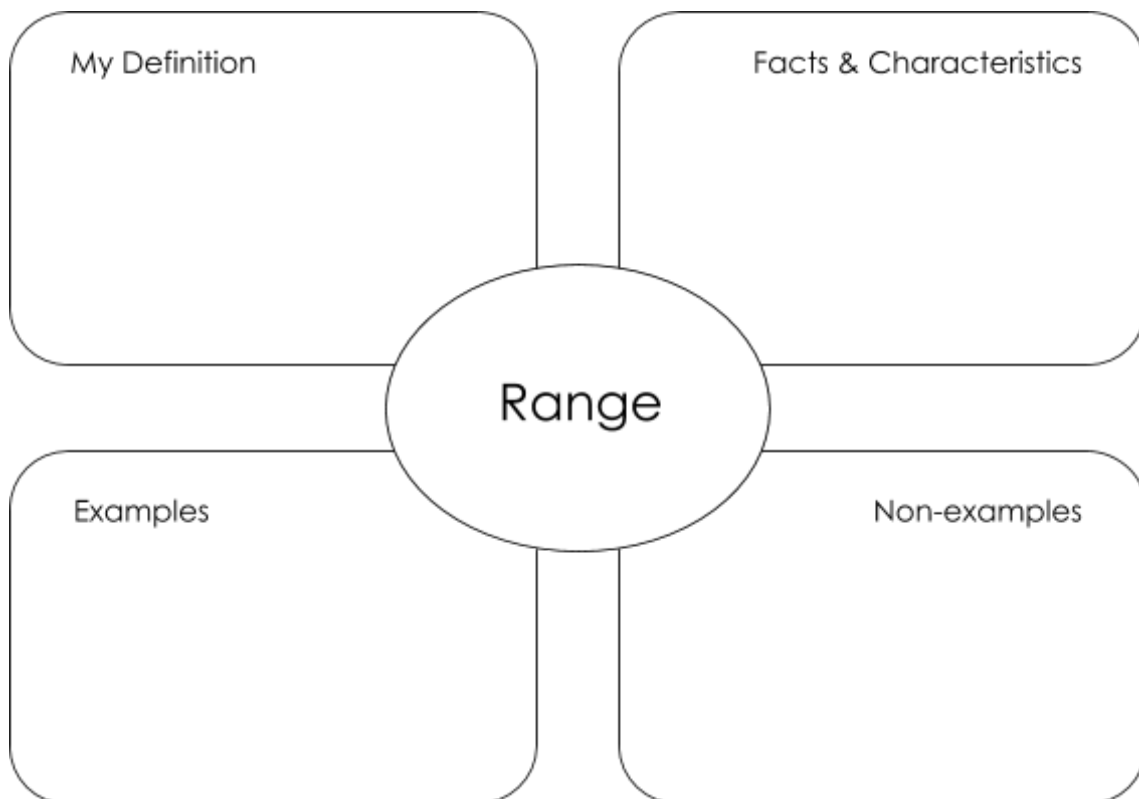 My Definition
Facts & Characteristics
Range
Examples
Non-examples